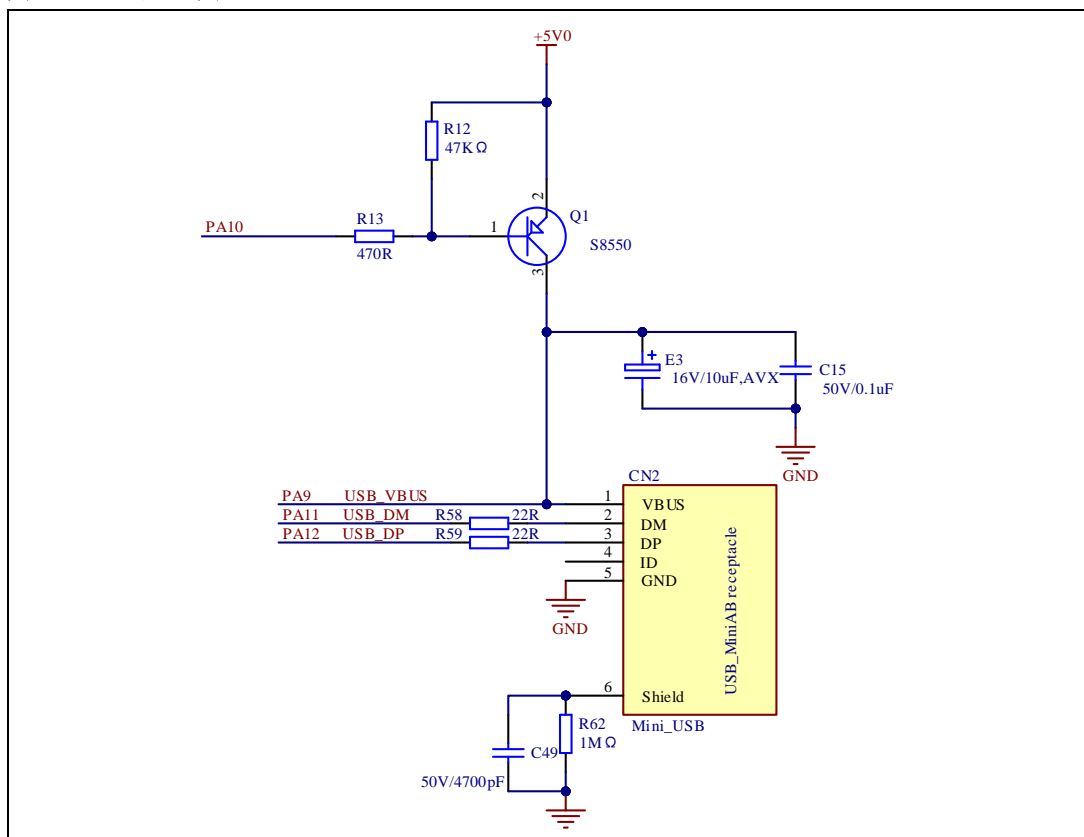 +5V0
R12
47KΩ
2
Q1
PA10
R13
1
470R
S8550
3
E3
16V/10uF,AVX
C15
50V/0.1uF
GND
CN2
PA9 USB_VBUS 1 VBUS
PA11 USB_DM R58 22R 2 DM
PA12 USB_DP R59 22R 3 DP
4 ID
5 GND
GND
USB_MiniAB receptacle
6 Shield
Mini_USB
R62
1MΩ
C49
50V/4700pF